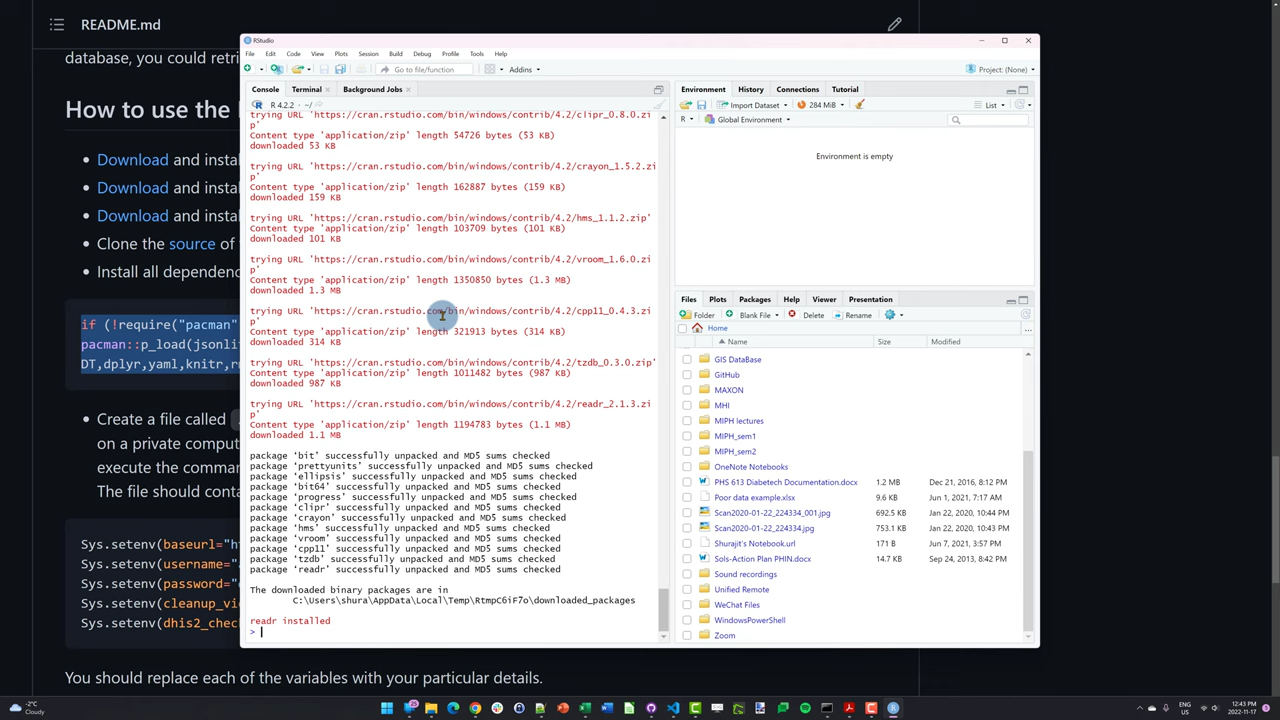 README.md
database, you could retri
How to use the
Download and instal
Download and instal
Download and instal
Clone the source of
Install all dependenc
if (!require("pacman"
pacman::p_load(jsonlit
DT,dplyr,yaml,knitr,r
Create a file called
on a private comput
execute the comman
The file should conta
Sys.setenv(baseurl="h
Sys.setenv(username="
Sys.setenv(password="
Sys.setenv(cleanup_vi
Sys.setenv(dhis2_chec
You should replace each of the variables with your particular details.
RStudio
File Edit Code View Plots Session Build Debug Profile Tools Help
Go to file/function Addins Project: (None)
Console Terminal Background Jobs
R 4.2.2 · ~/
trying URL 'https://cran.rstudio.com/bin/windows/contrib/4.2/clipr_0.8.0.zi
p'
Content type 'application/zip' length 54726 bytes (53 KB)
downloaded 53 KB
trying URL 'https://cran.rstudio.com/bin/windows/contrib/4.2/crayon_1.5.2.zi
p'
Content type 'application/zip' length 162887 bytes (159 KB)
downloaded 159 KB
trying URL 'https://cran.rstudio.com/bin/windows/contrib/4.2/hms_1.1.2.zip'
Content type 'application/zip' length 103709 bytes (101 KB)
downloaded 101 KB
trying URL 'https://cran.rstudio.com/bin/windows/contrib/4.2/vroom_1.6.0.zi
p'
Content type 'application/zip' length 1350850 bytes (1.3 MB)
downloaded 1.3 MB
trying URL 'https://cran.rstudio.com/bin/windows/contrib/4.2/cpp11_0.4.3.zi
p'
Content type 'application/zip' length 321913 bytes (314 KB)
downloaded 314 KB
trying URL 'https://cran.rstudio.com/bin/windows/contrib/4.2/tzdb_0.3.0.zip'
Content type 'application/zip' length 1011482 bytes (987 KB)
downloaded 987 KB
trying URL 'https://cran.rstudio.com/bin/windows/contrib/4.2/readr_2.1.3.zi
p'
Content type 'application/zip' length 1194783 bytes (1.1 MB)
downloaded 1.1 MB
package 'bit' successfully unpacked and MD5 sums checked
package 'prettyunits' successfully unpacked and MD5 sums checked
package 'ellipsis' successfully unpacked and MD5 sums checked
package 'bit64' successfully unpacked and MD5 sums checked
package 'progress' successfully unpacked and MD5 sums checked
package 'clipr' successfully unpacked and MD5 sums checked
package 'crayon' successfully unpacked and MD5 sums checked
package 'hms' successfully unpacked and MD5 sums checked
package 'vroom' successfully unpacked and MD5 sums checked
package 'cpp11' successfully unpacked and MD5 sums checked
package 'tzdb' successfully unpacked and MD5 sums checked
package 'readr' successfully unpacked and MD5 sums checked
The downloaded binary packages are in
C:\Users\shura\AppData\Local\Temp\RtmpC6iF7o\downloaded_packages
readr installed
>
Environment History Connections Tutorial
Import Dataset 284 MiB List
R Global Environment
Environment is empty
Files Plots Packages Help Viewer Presentation
Folder Blank File Delete Rename
Home
Name Size Modified
GIS DataBase
GitHub
MAXON
MHI
MIPH lectures
MIPH_sem1
MIPH_sem2
OneNote Notebooks
PHS 613 Diabetech Documentation.docx 1.2 MB Dec 21, 2016, 8:12 PM
Poor data example.xlsx 9.6 KB Jun 1, 2021, 7:17 AM
Scan2020-01-22_224334_001.jpg 692.5 KB Jan 22, 2020, 10:44 PM
Scan2020-01-22_224334.jpg 753.1 KB Jan 22, 2020, 10:43 PM
Shurajit's Notebook.url 171 B Jun 7, 2021, 3:57 PM
Sols-Action Plan PHIN.docx 14.7 KB Sep 24, 2013, 8:42 PM
Sound recordings
Unified Remote
WeChat Files
WindowsPowerShell
Zoom
-2°C
Cloudy
ENG
US
12:43 PM
2022-11-17